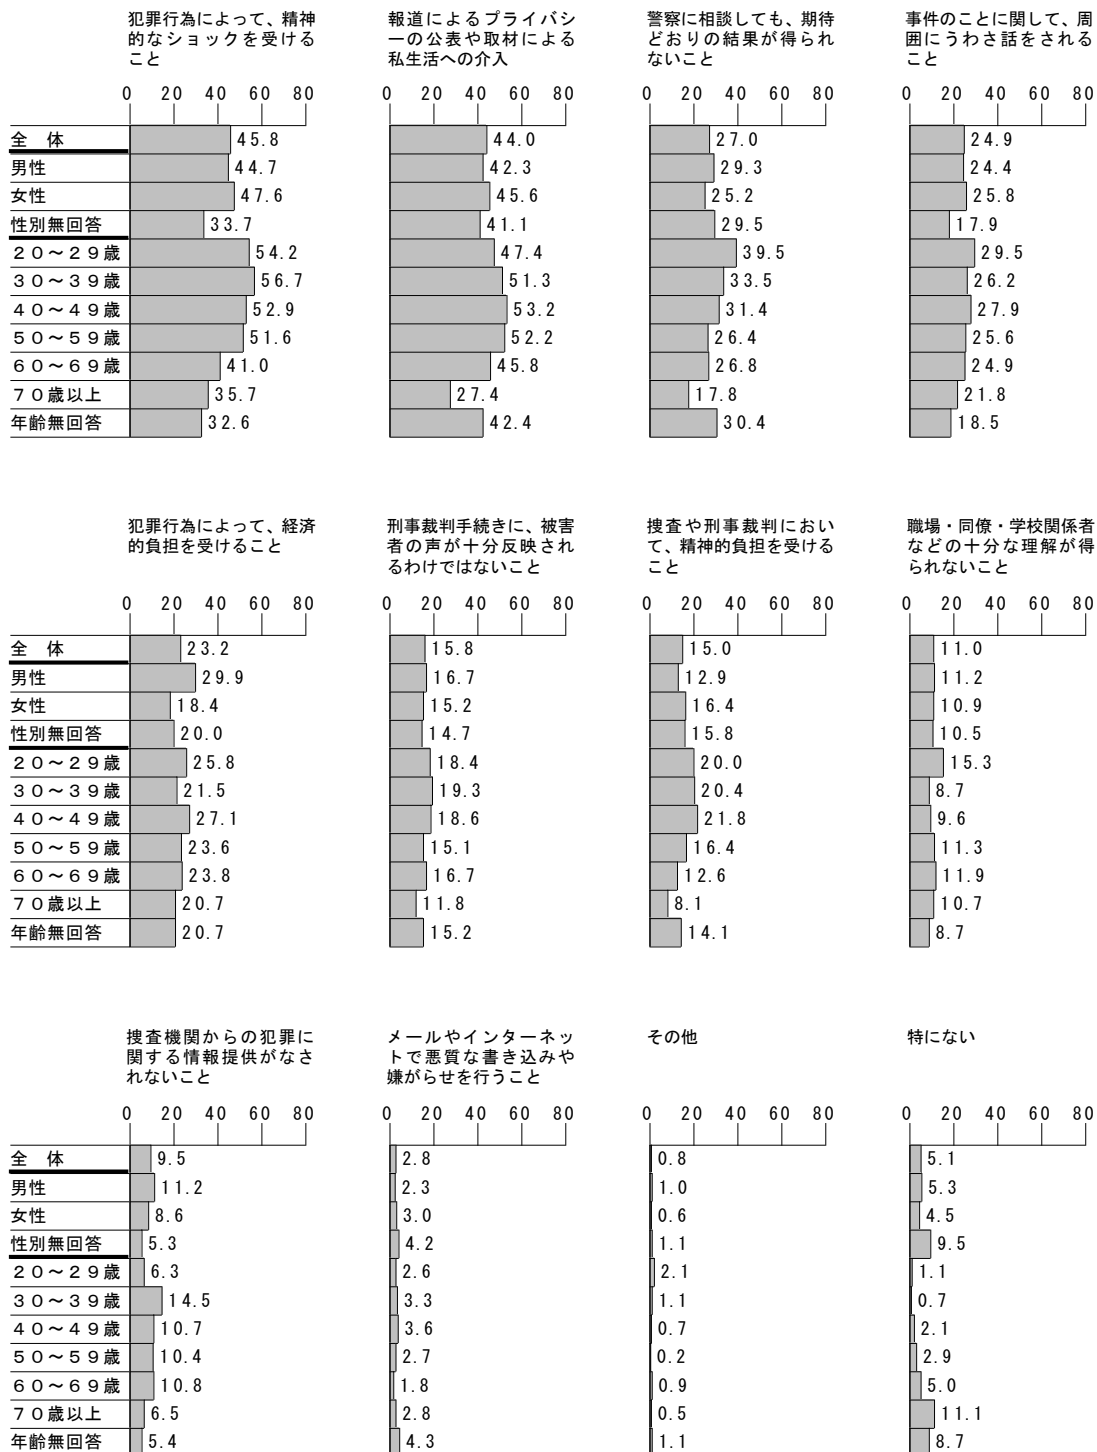 犯罪行為によって、精神
的なショックを受ける
こと
報道によるプライバシ
ーの公表や取材による
私生活への介入
警察に相談しても、期待
どおりの結果が得られ
ないこと
事件のことに関して、周
囲にうわさ話をされる
こと
0 20 40 60 80 0 20 40 60 80 0 20 40 60 80 0 20 40 60 80
全 体 45.8 44.0 27.0 24.9
男性 44.7 42.3 29.3 24.4
女性 47.6 45.6 25.2 25.8
性別無回答 33.7 41.1 29.5 17.9
20~29歳 54.2 47.4 39.5 29.5
30~39歳 56.7 51.3 33.5 26.2
40~49歳 52.9 53.2 31.4 27.9
50~59歳 51.6 52.2 26.4 25.6
60~69歳 41.0 45.8 26.8 24.9
70歳以上 35.7 27.4 17.8 21.8
年齢無回答 32.6 42.4 30.4 18.5
犯罪行為によって、経済
的負担を受けること
刑事裁判手続きに、被害
者の声が十分反映され
るわけではないこと
捜査や刑事裁判におい
て、精神的負担を受ける
こと
職場・同僚・学校関係者
などの十分な理解が得
られないこと
0 20 40 60 80 0 20 40 60 80 0 20 40 60 80 0 20 40 60 80
全 体 23.2 15.8 15.0 11.0
男性 29.9 16.7 12.9 11.2
女性 18.4 15.2 16.4 10.9
性別無回答 20.0 14.7 15.8 10.5
20~29歳 25.8 18.4 20.0 15.3
30~39歳 21.5 19.3 20.4 8.7
40~49歳 27.1 18.6 21.8 9.6
50~59歳 23.6 15.1 16.4 11.3
60~69歳 23.8 16.7 12.6 11.9
70歳以上 20.7 11.8 8.1 10.7
年齢無回答 20.7 15.2 14.1 8.7
捜査機関からの犯罪に
関する情報提供がなさ
れないこと
メールやインターネッ
トで悪質な書き込みや
嫌がらせを行うこと
その他
特にない
0 20 40 60 80 0 20 40 60 80 0 20 40 60 80 0 20 40 60 80
全 体 9.5 2.8 0.8 5.1
男性 11.2 2.3 1.0 5.3
女性 8.6 3.0 0.6 4.5
性別無回答 5.3 4.2 1.1 9.5
20~29歳 6.3 2.6 2.1 1.1
30~39歳 14.5 3.3 1.1 0.7
40~49歳 10.7 3.6 0.7 2.1
50~59歳 10.4 2.7 0.2 2.9
60~69歳 10.8 1.8 0.9 5.0
70歳以上 6.5 2.8 0.5 11.1
年齢無回答 5.4 4.3 1.1 8.7